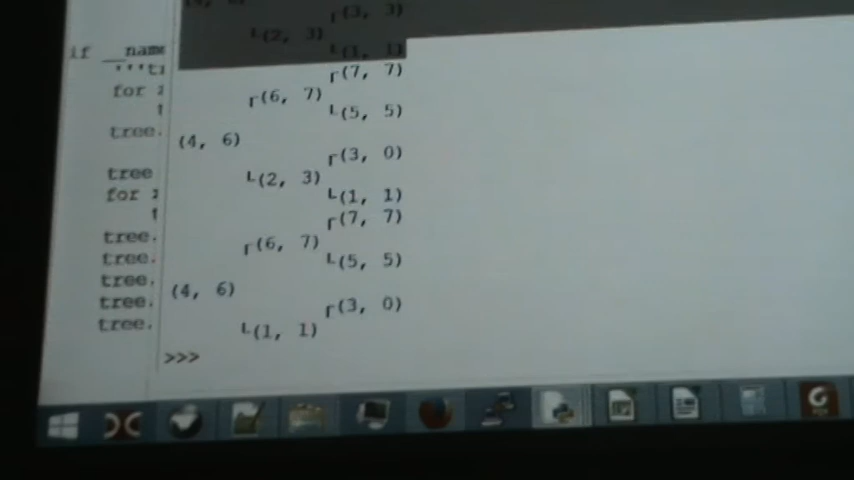 (3, 3)
if __name
└(2, 3)
└(1, 1)
┌(7, 7)
for
┌(6, 7)
└(5, 5)
tree.
(4, 6)
┌(3, 0)
tree
└(2, 3)
for
└(1, 1)
┌(7, 7)
tree.
┌(6, 7)
tree.
└(5, 5)
tree.
(4, 6)
tree.
┌(3, 0)
tree.
└(1, 1)
>>>